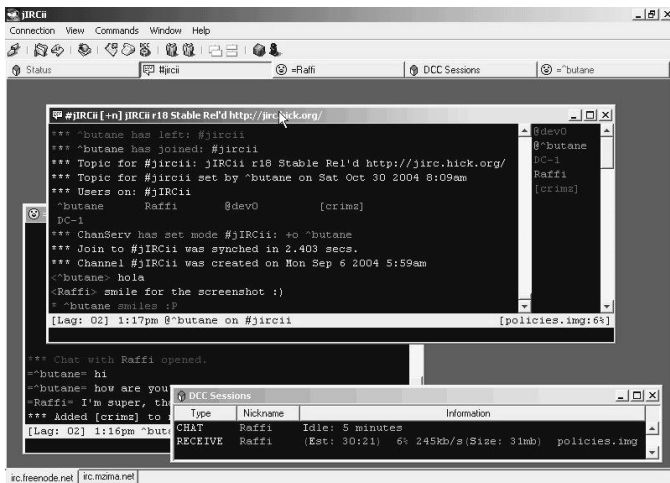 jIRCii
Connection View Commands Window Help
Status #jircii =Raffi DCC Sessions =^butane
#jIRCii [+n] jIRCii r18 Stable Rel'd http://jirc.hick.org/
*** ^butane has left: #jircii
*** ^butane has joined: #jircii
*** Topic for #jircii: jIRCii r18 Stable Rel'd http://jirc.hick.org/
*** Topic for #jircii set by ^butane on Sat Oct 30 2004 8:09am
*** Users on: #jIRCii
^butane Raffi @dev0 [crimz]
DC-1
*** ChanServ has set mode #jIRCii: +o ^butane
*** Join to #jIRCii was synched in 2.403 secs.
*** Channel #jIRCii was created on Mon Sep 6 2004 5:59am
<^butane> hola
<Raffi> smile for the screenshot :)
* ^butane smiles :P
[Lag: 02] 1:17pm @^butane on #jircii [policies.img:6%]
@dev0
@^butane
DC-1
Raffi
[crimz]
*** Chat with Raffi opened.
=^butane= hi
=^butane= how are you
=Raffi= I'm super,
*** Added [crimz] to
[Lag: 02] 1:16pm
DCC Sessions
Type Nickname Information
CHAT Raffi Idle: 5 minutes
RECEIVE Raffi (Est: 30:21) 6% 245kb/s(Size: 31mb) policies.img
irc.freenode.net irc.mzima.net